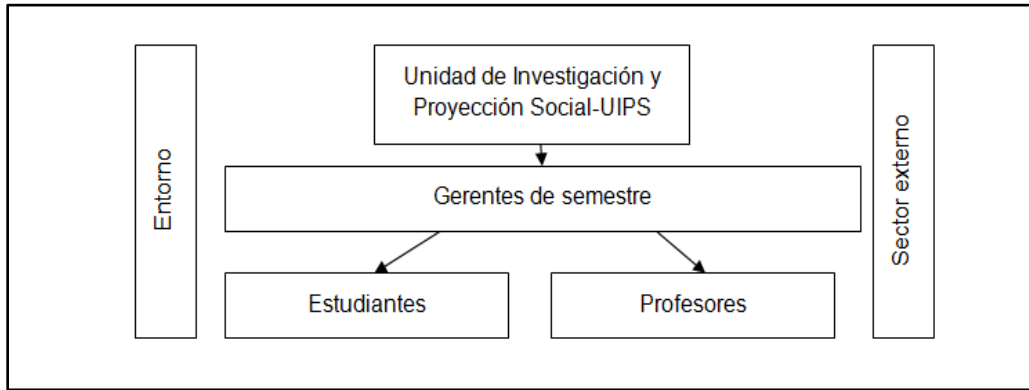 Unidad de Investigación y
Proyección Social-UIPS
Entorno
Gerentes de semestre
Sector externo
Estudiantes
Profesores